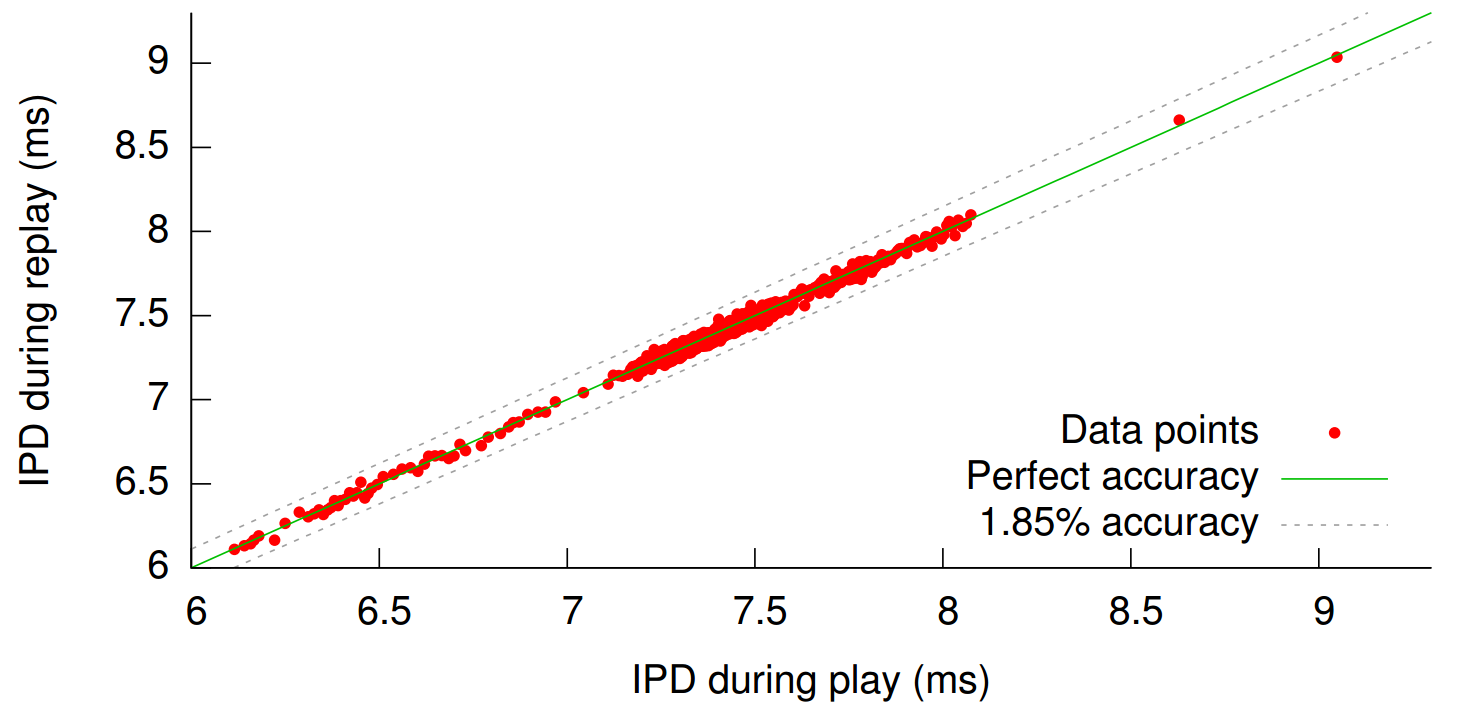 IPD during replay (ms)
9
8.5
8
7.5
7
6.5
6
Data points
Perfect accuracy
1.85% accuracy
6 6.5 7 7.5 8 8.5 9
IPD during play (ms)